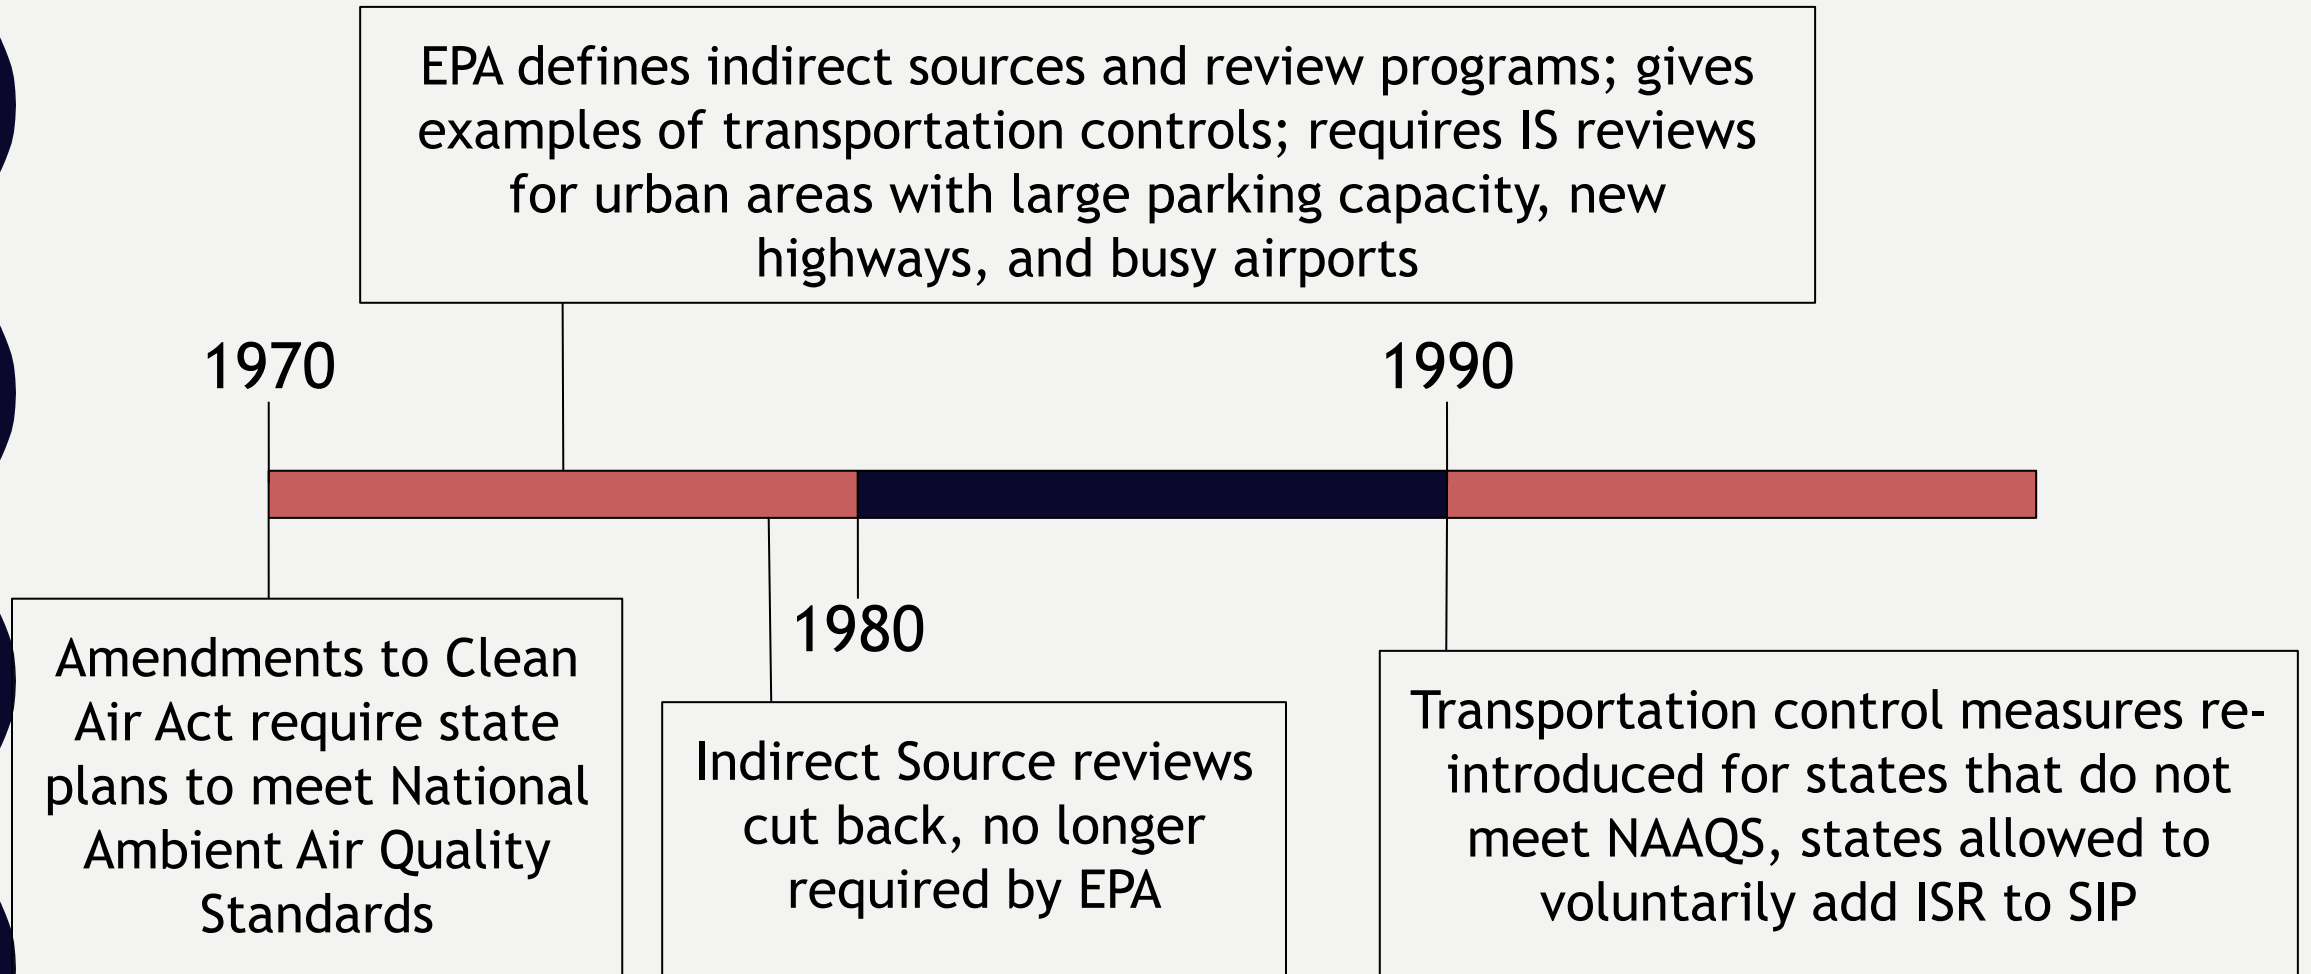 EPA defines indirect sources and review programs; gives
examples of transportation controls; requires IS reviews
for urban areas with large parking capacity, new
highways, and busy airports
1970
1990
1980
Amendments to Clean
Air Act require state
plans to meet National
Ambient Air Quality
Standards
Indirect Source reviews
cut back, no longer
required by EPA
Transportation control measures re-
introduced for states that do not
meet NAAQS, states allowed to
voluntarily add ISR to SIP